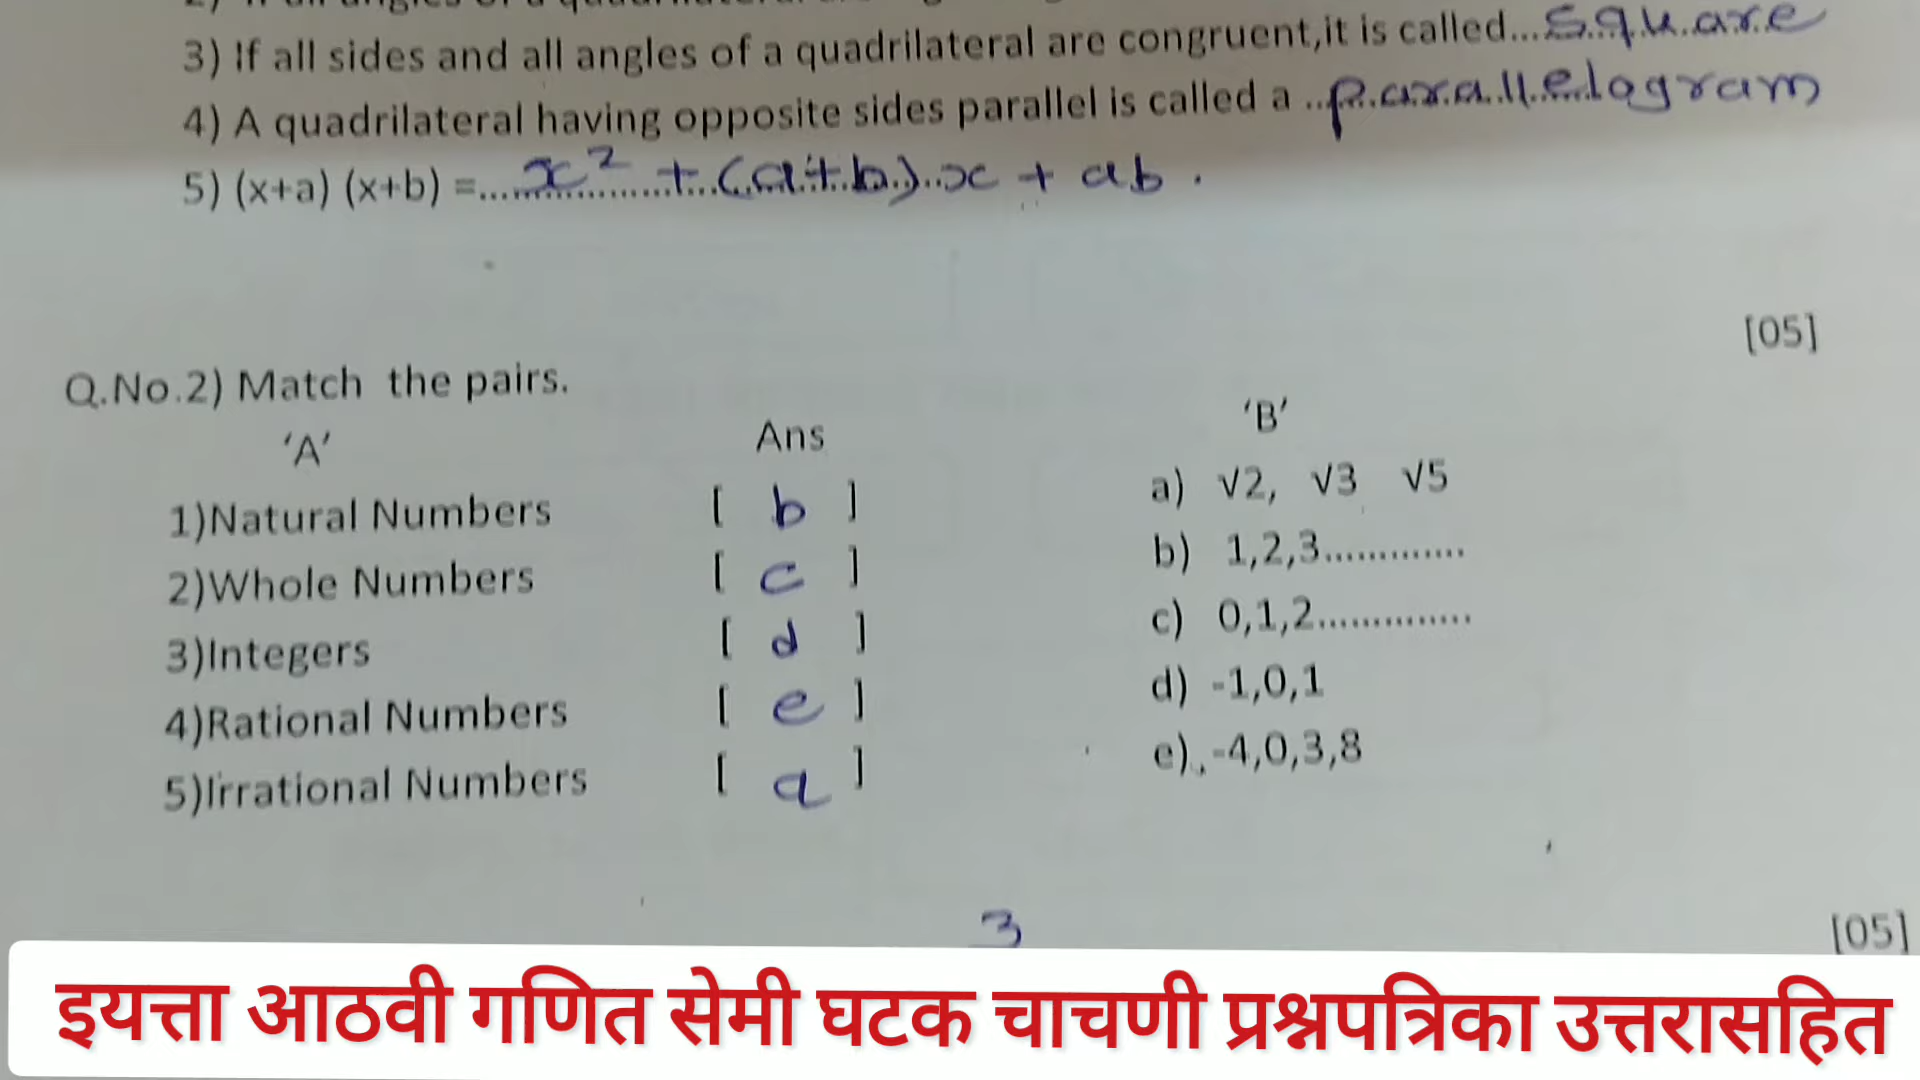 3) If all sides and all angles of a quadrilateral are congruent,it is called...square
4) A quadrilateral having opposite sides parallel is called a ...parallelogram
5) (x+a) (x+b) =......x² + (a+b) x + ab .
[05]
Q.No.2) Match the pairs.
'A' Ans 'B'
1)Natural Numbers [ b ] a) √2, √3 √5
2)Whole Numbers [ c ] b) 1,2,3.............
3)Integers [ d ] c) 0,1,2..............
4)Rational Numbers [ e ] d) -1,0,1
5)Irrational Numbers [ a ] e) -4,0,3,8
3 [05]
इयत्ता आठवी गणित सेमी घटक चाचणी प्रश्नपत्रिका उत्तरासहित